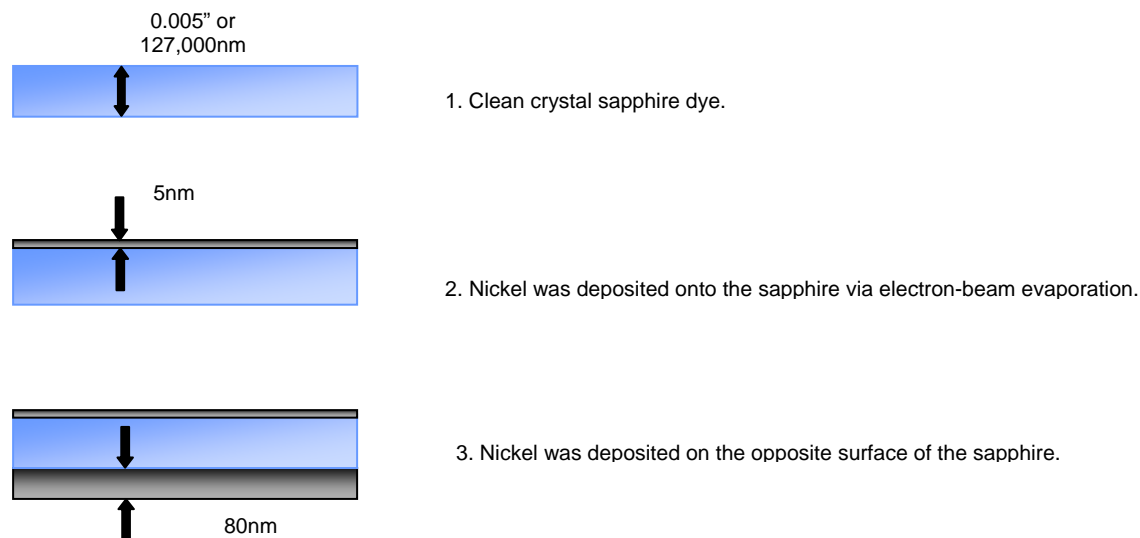 0.005” or
127,000nm
1. Clean crystal sapphire dye.
5nm
2. Nickel was deposited onto the sapphire via electron-beam evaporation.
3. Nickel was deposited on the opposite surface of the sapphire.
80nm